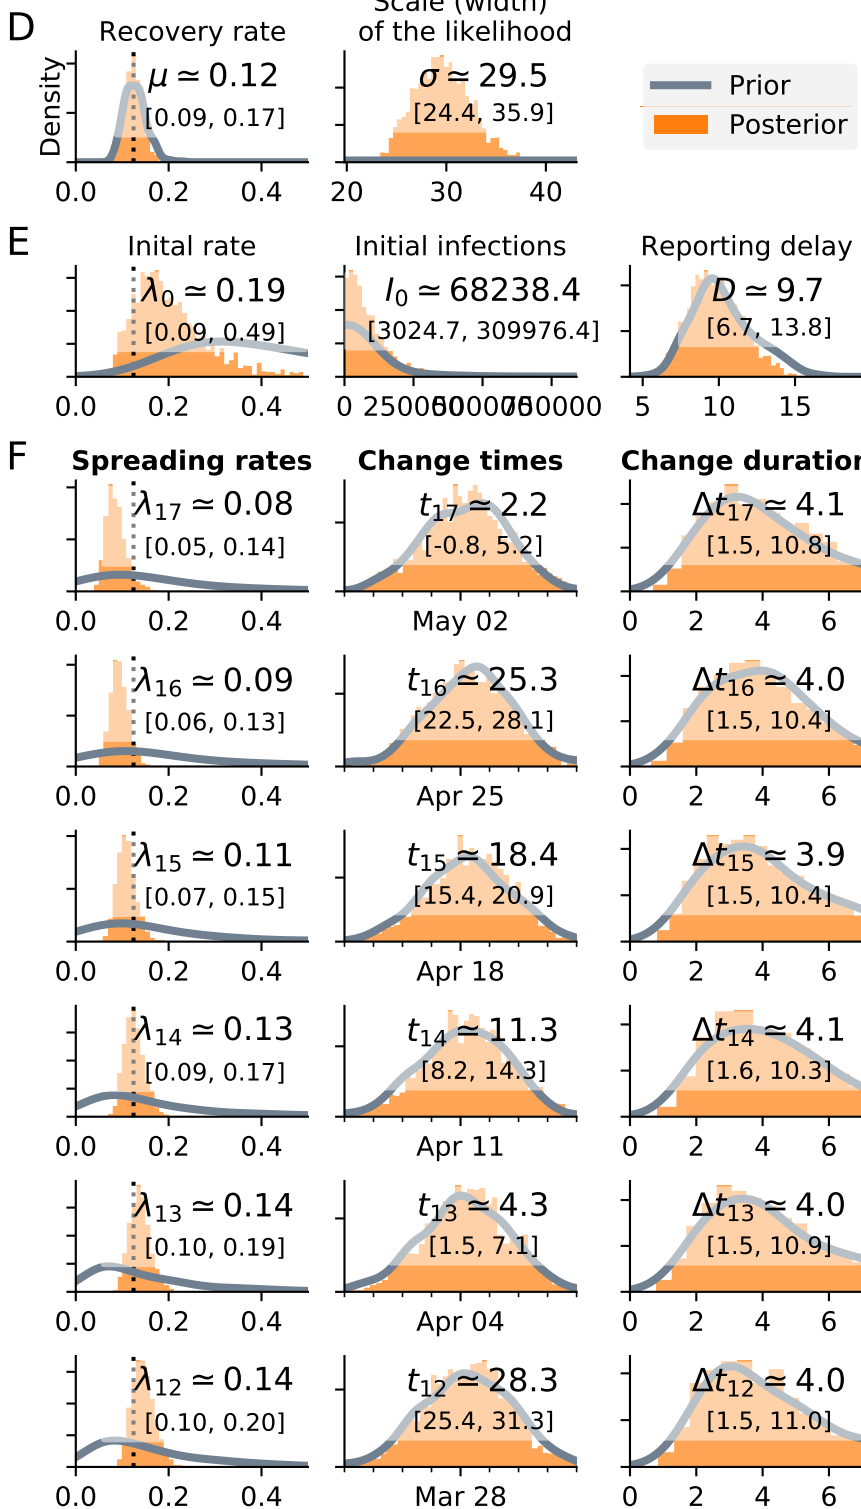 D
Recovery rate
Scale (width)
of the likelihood
Density
μ ≃ 0.12
[0.09, 0.17]
σ ≃ 29.5
[24.4, 35.9]
Prior
Posterior
0.0 0.2 0.4
20 30 40
E
Inital rate
Initial infections
Reporting delay
λ0 ≃ 0.19
[0.09, 0.49]
I0 ≃ 68238.4
[3024.7, 309976.4]
D ≃ 9.7
[6.7, 13.8]
0.0 0.2 0.4
0 250000 500000 750000
5 10 15
F
Spreading rates
Change times
Change duration
λ17 ≃ 0.08
[0.05, 0.14]
t17 ≃ 2.2
[-0.8, 5.2]
Δt17 ≃ 4.1
[1.5, 10.8]
0.0 0.2 0.4
May 02
0 2 4 6
λ16 ≃ 0.09
[0.06, 0.13]
t16 ≃ 25.3
[22.5, 28.1]
Δt16 ≃ 4.0
[1.5, 10.4]
0.0 0.2 0.4
Apr 25
0 2 4 6
λ15 ≃ 0.11
[0.07, 0.15]
t15 ≃ 18.4
[15.4, 20.9]
Δt15 ≃ 3.9
[1.5, 10.4]
0.0 0.2 0.4
Apr 18
0 2 4 6
λ14 ≃ 0.13
[0.09, 0.17]
t14 ≃ 11.3
[8.2, 14.3]
Δt14 ≃ 4.1
[1.6, 10.3]
0.0 0.2 0.4
Apr 11
0 2 4 6
λ13 ≃ 0.14
[0.10, 0.19]
t13 ≃ 4.3
[1.5, 7.1]
Δt13 ≃ 4.0
[1.5, 10.9]
0.0 0.2 0.4
Apr 04
0 2 4 6
λ12 ≃ 0.14
[0.10, 0.20]
t12 ≃ 28.3
[25.4, 31.3]
Δt12 ≃ 4.0
[1.5, 11.0]
0.0 0.2 0.4
Mar 28
0 2 4 6